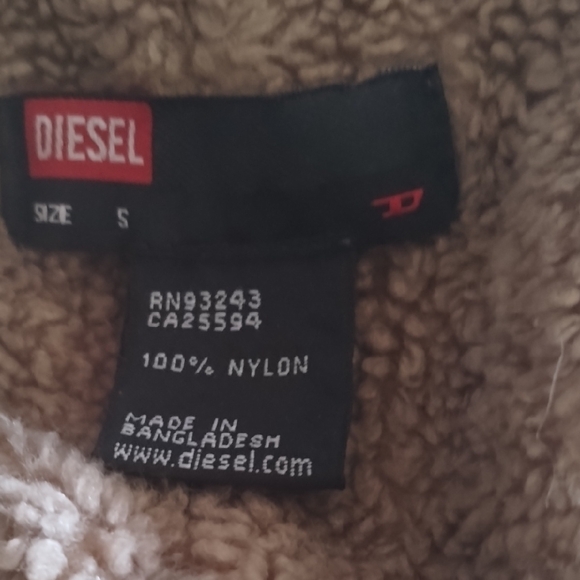 DIESEL
SIZE S
D
RN93243
CA25594
100% NYLON
MADE IN
BANGLADESH
www.diesel.com